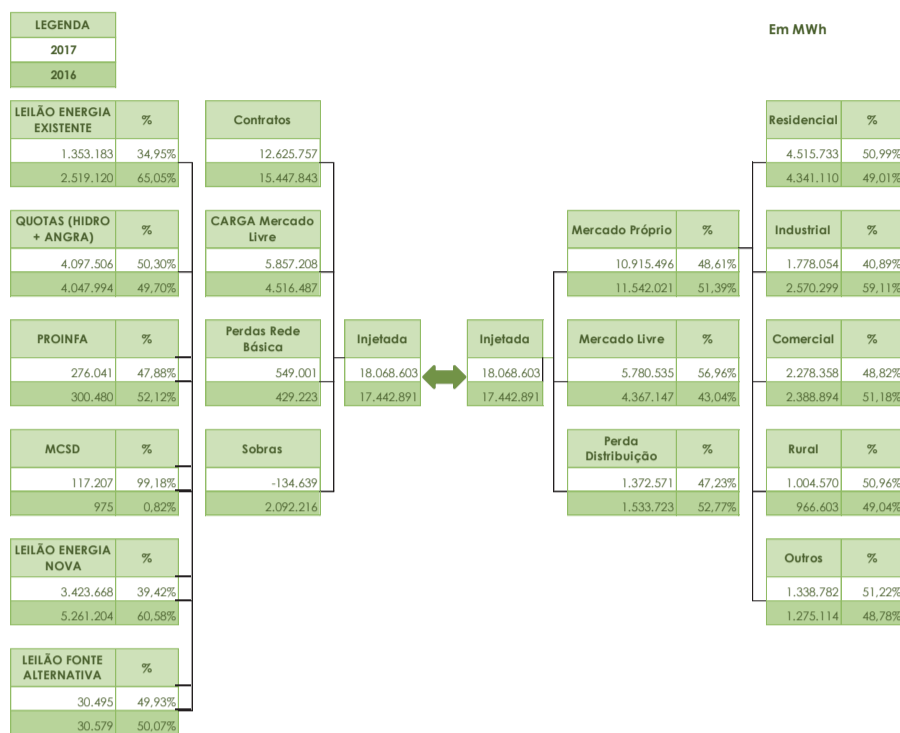 LEGENDA
2017
2016
Em MWh
LEILÃO ENERGIA
EXISTENTE
%
1.353.183 34,95%
2.519.120 65,05%
QUOTAS (HIDRO
+ ANGRA)
%
4.097.506 50,30%
4.047.994 49,70%
PROINFA %
276.041 47,88%
300.480 52,12%
MCSD %
117.207 99,18%
975 0,82%
LEILÃO ENERGIA
NOVA
%
3.423.668 39,42%
5.261.204 60,58%
LEILÃO FONTE
ALTERNATIVA
%
30.495 49,93%
30.579 50,07%
Contratos
12.625.757
15.447.843
CARGA Mercado
Livre
5.857.208
4.516.487
Perdas Rede
Básica
549.001
429.223
Sobras
-134.639
2.092.216
Injetada
18.068.603
17.442.891
Injetada
18.068.603
17.442.891
Mercado Próprio %
10.915.496 48,61%
11.542.021 51,39%
Mercado Livre %
5.780.535 56,96%
4.367.147 43,04%
Perda
Distribuição
%
1.372.571 47,23%
1.533.723 52,77%
Residencial %
4.515.733 50,99%
4.341.110 49,01%
Industrial %
1.778.054 40,89%
2.570.299 59,11%
Comercial %
2.278.358 48,82%
2.388.894 51,18%
Rural %
1.004.570 50,96%
966.603 49,04%
Outros %
1.338.782 51,22%
1.275.114 48,78%